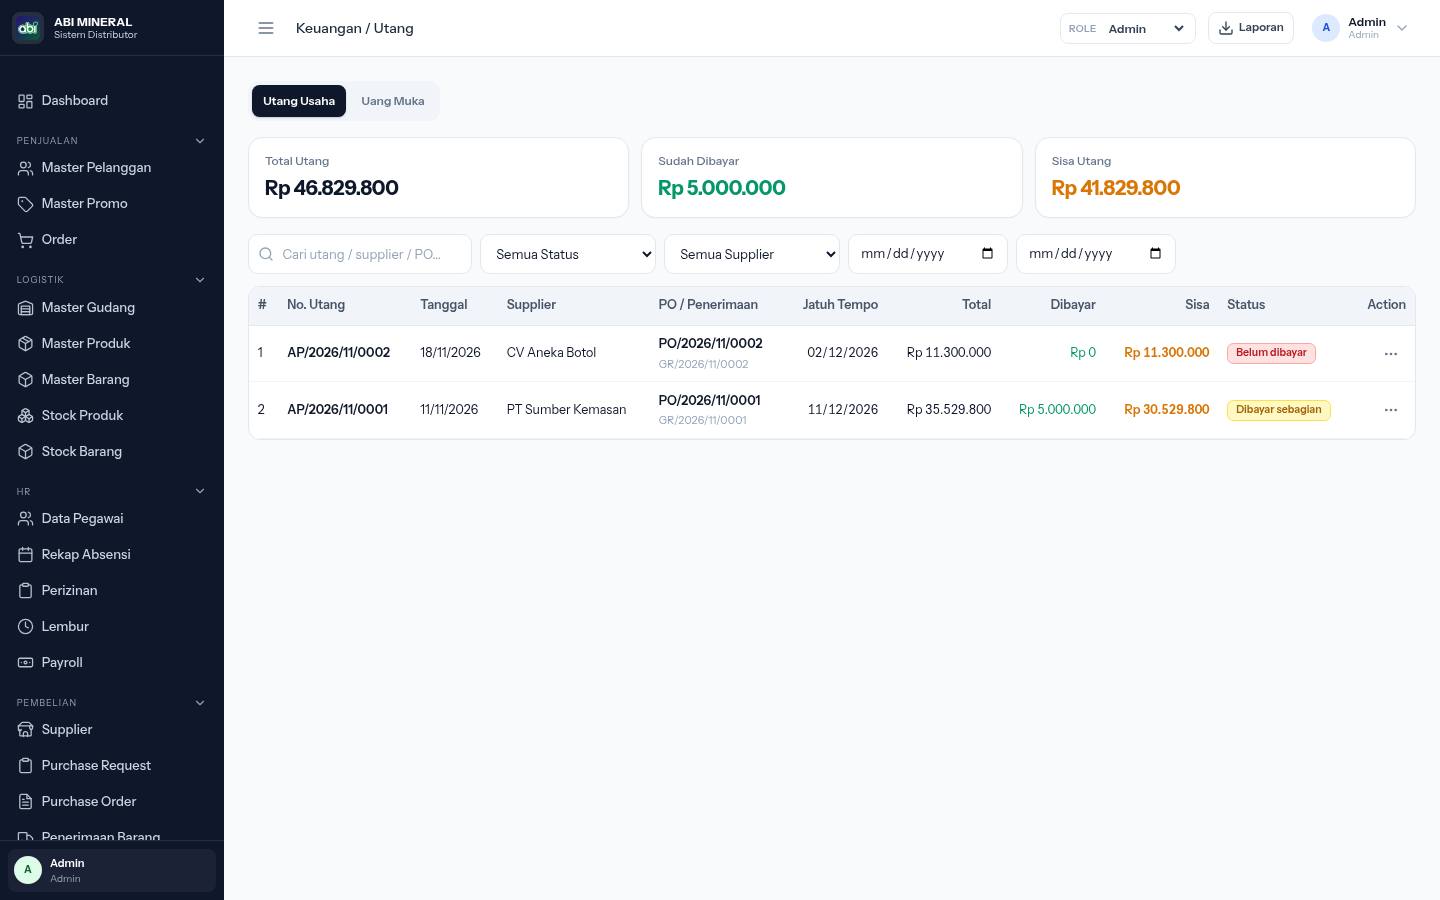 abi
ABI MINERAL
Sistem Distributor
Keuangan / Utang
ROLE Admin
Laporan
A
Admin
Admin
Dashboard
PENJUALAN
Master Pelanggan
Master Promo
Order
LOGISTIK
Master Gudang
Master Produk
Master Barang
Stock Produk
Stock Barang
HR
Data Pegawai
Rekap Absensi
Perizinan
Lembur
Payroll
PEMBELIAN
Supplier
Purchase Request
Purchase Order
Penerimaan Barang
A
Admin
Admin
Utang Usaha Uang Muka
Total Utang
Rp 46.829.800
Sudah Dibayar
Rp 5.000.000
Sisa Utang
Rp 41.829.800
Cari utang / supplier / PO... Semua Status Semua Supplier mm/dd/yyyy mm/dd/yyyy
# No. Utang Tanggal Supplier PO / Penerimaan Jatuh Tempo Total Dibayar Sisa Status Action
1 AP/2026/11/0002 18/11/2026 CV Aneka Botol PO/2026/11/0002 02/12/2026 Rp 11.300.000 Rp 0 Rp 11.300.000 Belum dibayar ...
GR/2026/11/0002
2 AP/2026/11/0001 11/11/2026 PT Sumber Kemasan PO/2026/11/0001 11/12/2026 Rp 35.529.800 Rp 5.000.000 Rp 30.529.800 Dibayar sebagian ...
GR/2026/11/0001